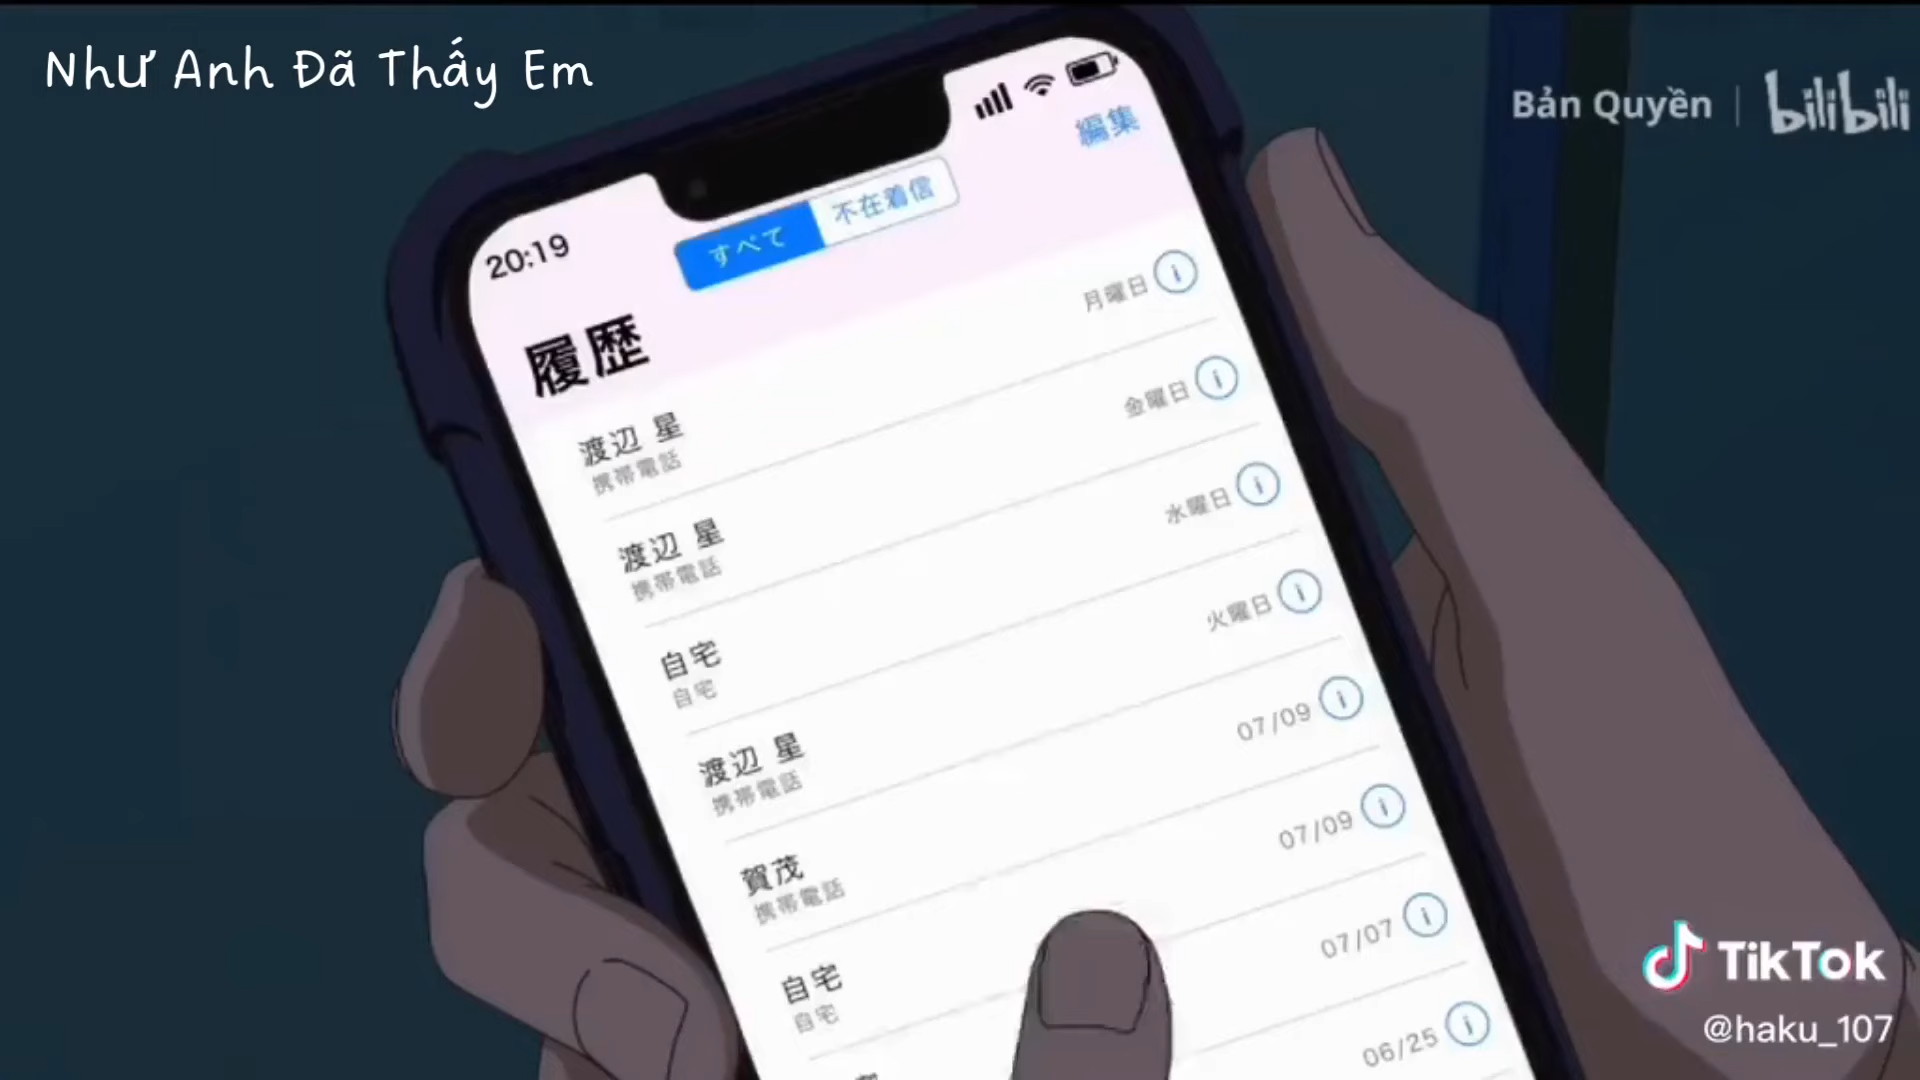 Như Anh Đã Thấy Em
Bản Quyền | bilibili
20:19
編集
すべて
不在着信
履歴
渡辺 星
携帯電話
月曜日
渡辺 星
携帯電話
金曜日
自宅
自宅
水曜日
渡辺 星
携帯電話
火曜日
賀茂
携帯電話
07/09
自宅
自宅
07/09
07/07
06/25
TikTok
@haku_107